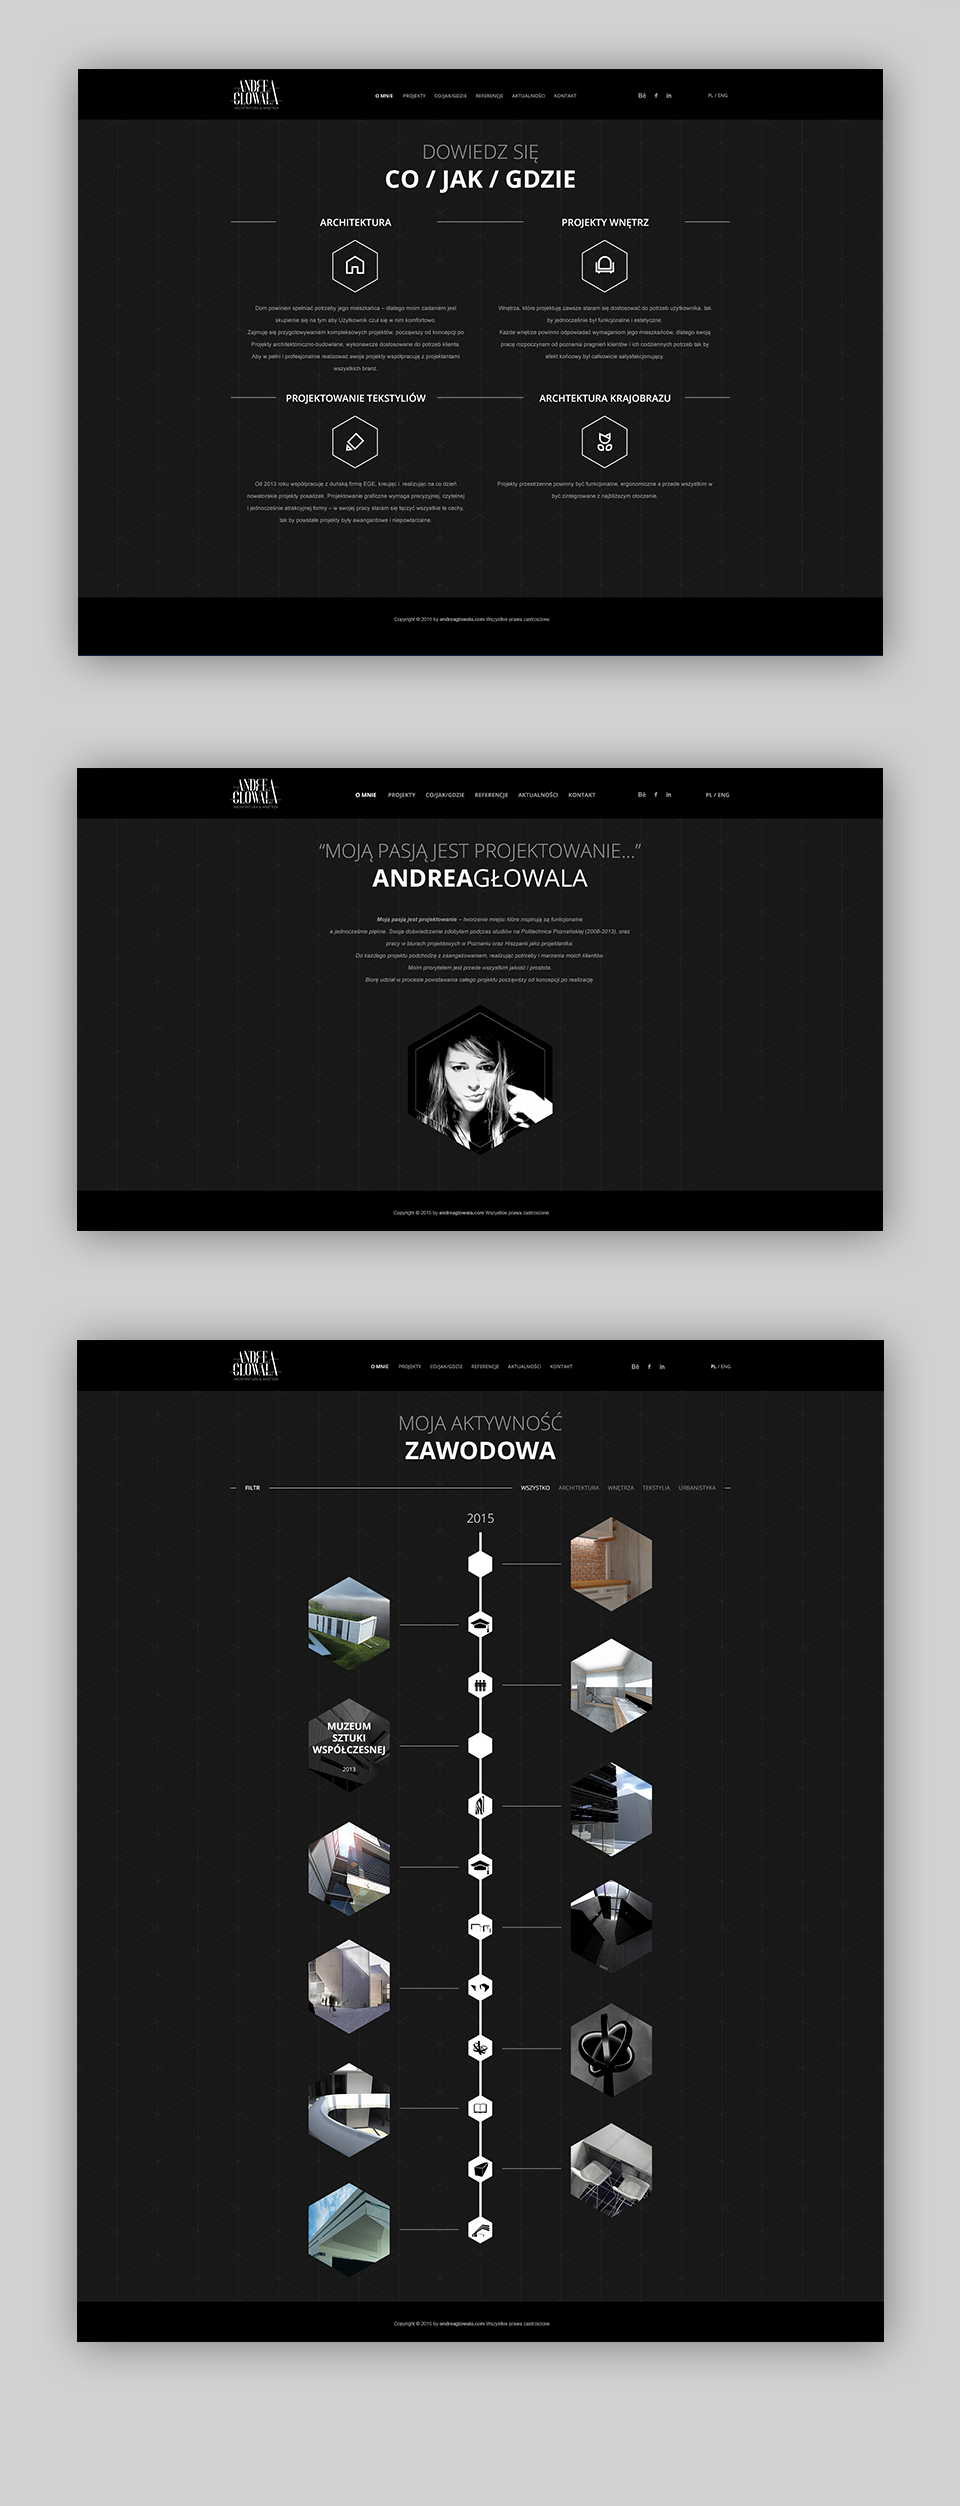 ANDREA
GLOWALA
ARCHITEKTURA & WNĘTRZA
O MNIE PROJEKTY CO/JAK/GDZIE REFERENCJE AKTUALNOŚCI KONTAKT
Bē f in
PL / ENG
DOWIEDZ SIĘ
CO / JAK / GDZIE
ARCHITEKTURA
Dom powinien spełniać potrzeby jego mieszkańca – dlatego moim zadaniem jest
skupienie się na tym aby Użytkownik czuł się w nim komfortowo.
Zajmuję się przygotowywaniem kompleksowych projektów, począwszy od koncepcji po
Projekty architektoniczno-budowlane, wykonawcze dostosowane do potrzeb klienta.
Aby w pełni i profesjonalnie realizować swoje projekty współpracuję z projektantami
wszystkich branż.
PROJEKTY WNĘTRZ
Wnętrza, które projektuję zawsze staram się dostosować do potrzeb użytkownika, tak
by jednocześnie był funkcjonalne i estetyczne.
Każde wnętrze powinno odpowiadać wymaganiom jego mieszkańców, dlatego swoją
pracę rozpoczynam od poznania pragnień klientów i ich codziennych potrzeb tak by
efekt końcowy był całkowicie satysfakcjonujący.
PROJEKTOWANIE TEKSTYLIÓW
Od 2013 roku współpracuję z duńską firmą EGE, kreując i realizując na co dzień
nowatorskie projekty posadzek. Projektowanie graficzne wymaga precyzyjnej, czytelnej
i jednocześnie atrakcyjnej formy – w swojej pracy staram się łączyć wszystkie te cechy,
tak by powstałe projekty były awangardowe i niepowtarzalne.
ARCHTEKTURA KRAJOBRAZU
Projekty przestrzenne powinny być funkcjonalne, ergonomiczne a przede wszystkim w
być zintegrowane z najbliższym otoczenie.
Copyright © 2015 by andreaglowala.com Wszystkie prawa zastrzeżone
ANDREA
GLOWALA
ARCHITEKTURA & WNĘTRZA
O MNIE PROJEKTY CO/JAK/GDZIE REFERENCJE AKTUALNOŚCI KONTAKT
Bē f in
PL / ENG
“MOJĄ PASJĄ JEST PROJEKTOWANIE...”
ANDREAGŁOWALA
Moją pasją jest projektowanie – tworzenie miejsc które inspirują są funkcjonalne
a jednocześnie piękne. Swoje doświadczenie zdobyłam podczas studiów na Politechnice Poznańskiej (2008-2013), oraz
pracy w biurach projektowych w Poznaniu oraz Hiszpanii jako projektantka.
Do każdego projektu podchodzę z zaangażowaniem, realizując potrzeby i marzenia moich klientów.
Moim priorytetem jest przede wszystkim jakość i prostota.
Biorę udział w procesie powstawania całego projektu począwszy od koncepcji po realizację.
Copyright © 2015 by andreaglowala.com Wszystkie prawa zastrzeżone
ANDREA
GLOWALA
ARCHITEKTURA & WNĘTRZA
O MNIE PROJEKTY CO/JAK/GDZIE REFERENCJE AKTUALNOŚCI KONTAKT
Bē f in
PL / ENG
MOJA AKTYWNOŚĆ
ZAWODOWA
FILTR
WSZYSTKO ARCHITEKTURA WNĘTRZA TEKSTYLIA URBANISTYKA
2015
MUZEUM
SZTUKI
WSPÓŁCZESNEJ
2013
Copyright © 2015 by andreaglowala.com Wszystkie prawa zastrzeżone